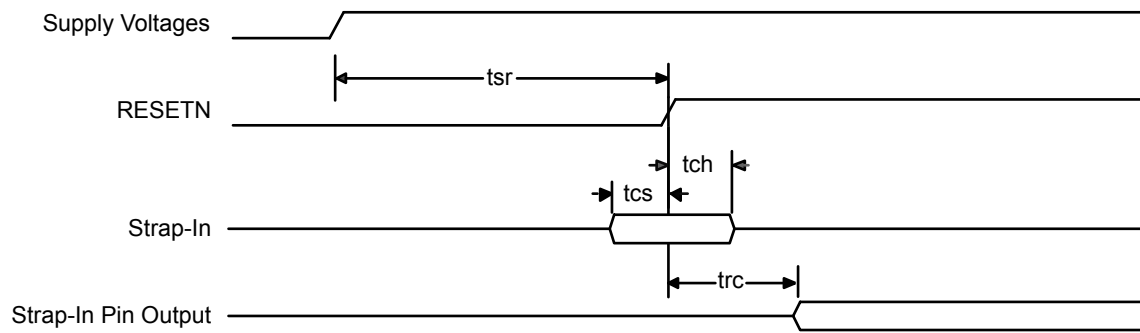 Supply Voltages
tsr
RESETN
tch
tcs
Strap-In
trc
Strap-In Pin Output